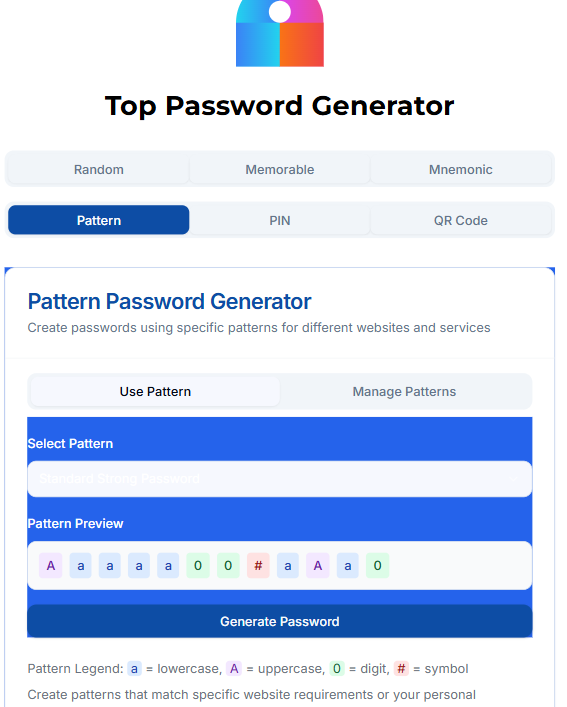 Top Password Generator
Random Memorable Mnemonic
Pattern PIN QR Code
Pattern Password Generator
Create passwords using specific patterns for different websites and services
Use Pattern Manage Patterns
Select Pattern
Standard Strong Password
Pattern Preview
A a a a a 0 0 # a A a 0
Generate Password
Pattern Legend: a = lowercase, A = uppercase, 0 = digit, # = symbol
Create patterns that match specific website requirements or your personal